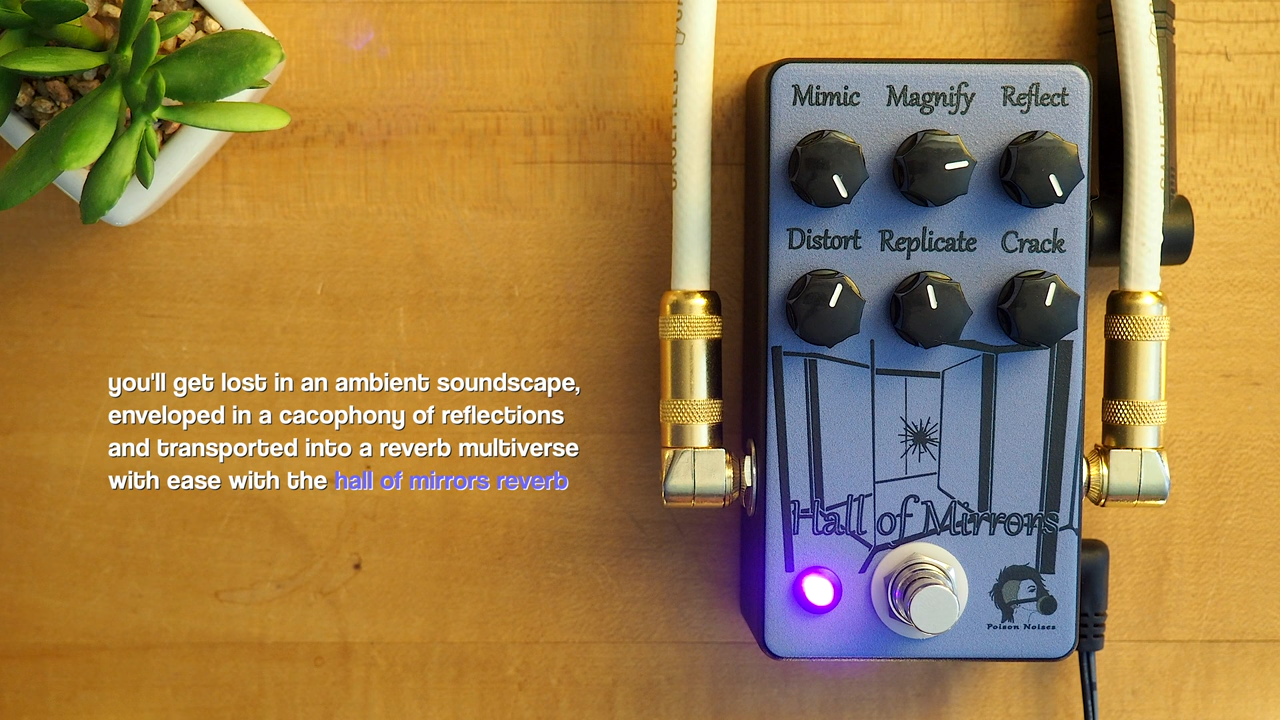 you'll get lost in an ambient soundscape,
enveloped in a cacophony of reflections
and transported into a reverb multiverse
with ease with the hall of mirrors reverb
Mimic Magnify Reflect
Distort Replicate Crack
Hall of Mirrors
Poison Noises